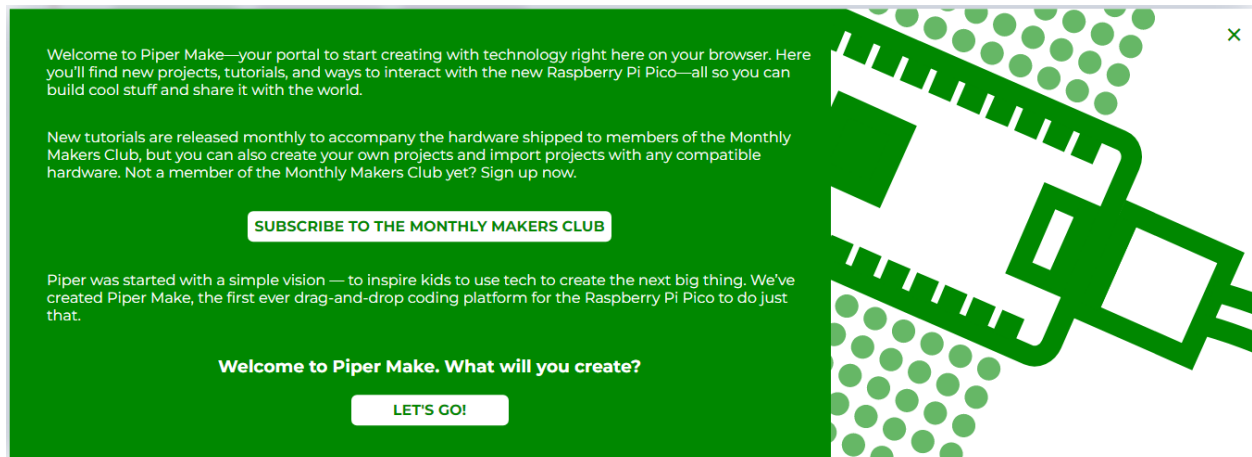 Welcome to Piper Make—your portal to start creating with technology right here on your browser. Here
you'll find new projects, tutorials, and ways to interact with the new Raspberry Pi Pico—all so you can
build cool stuff and share it with the world.
New tutorials are released monthly to accompany the hardware shipped to members of the Monthly
Makers Club, but you can also create your own projects and import projects with any compatible
hardware. Not a member of the Monthly Makers Club yet? Sign up now.
SUBSCRIBE TO THE MONTHLY MAKERS CLUB
Piper was started with a simple vision — to inspire kids to use tech to create the next big thing. We've
created Piper Make, the first ever drag-and-drop coding platform for the Raspberry Pi Pico to do just
that.
Welcome to Piper Make. What will you create?
LET'S GO!